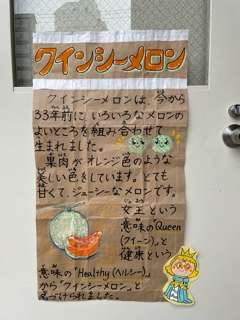 クインシーメロン
クインシーメロンは、今から
33年前に、いろいろなメロンの
よいところを組み合わせて
生まれました。
果肉がオレンジ色のような
美しい色をしています。とても
甘くて、ジューシーなメロンです。
女王という
意味の"Queen
(クイーン)と
健康という
意味の"Healthy(ヘルシー)"
から"クインシーメロン"と
名づけられました。